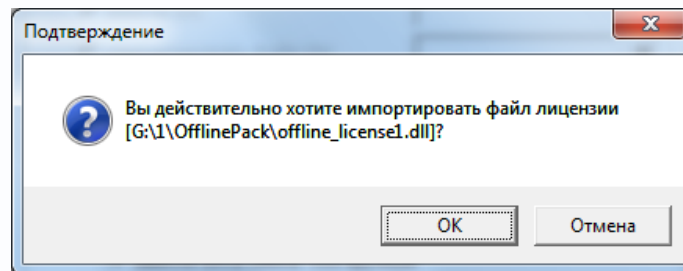 Подтверждение
Вы действительно хотите импортировать файл лицензии
[G:\1\OfflinePack\offline_license1.dll]?
OK
Отмена